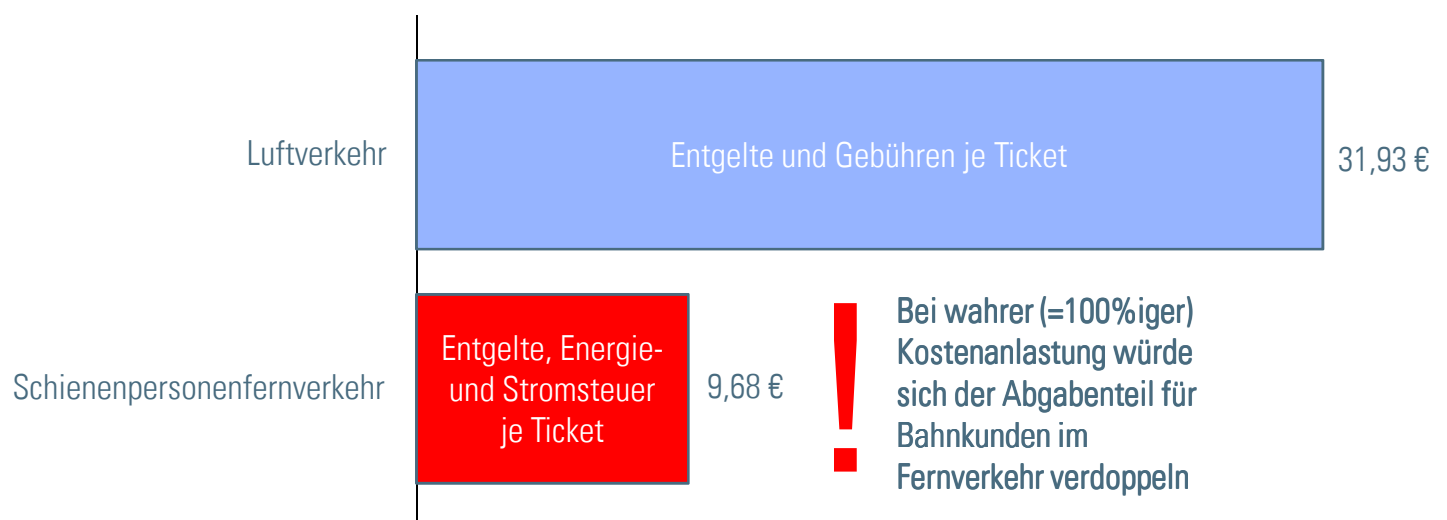 Luftverkehr
Entgelte und Gebühren je Ticket
31,93 €
Schienenpersonenfernverkehr
Entgelte, Energie-
und Stromsteuer
je Ticket
9,68 €
!
Bei wahrer (=100%iger)
Kostenanlastung würde
sich der Abgabenteil für
Bahnkunden im
Fernverkehr verdoppeln